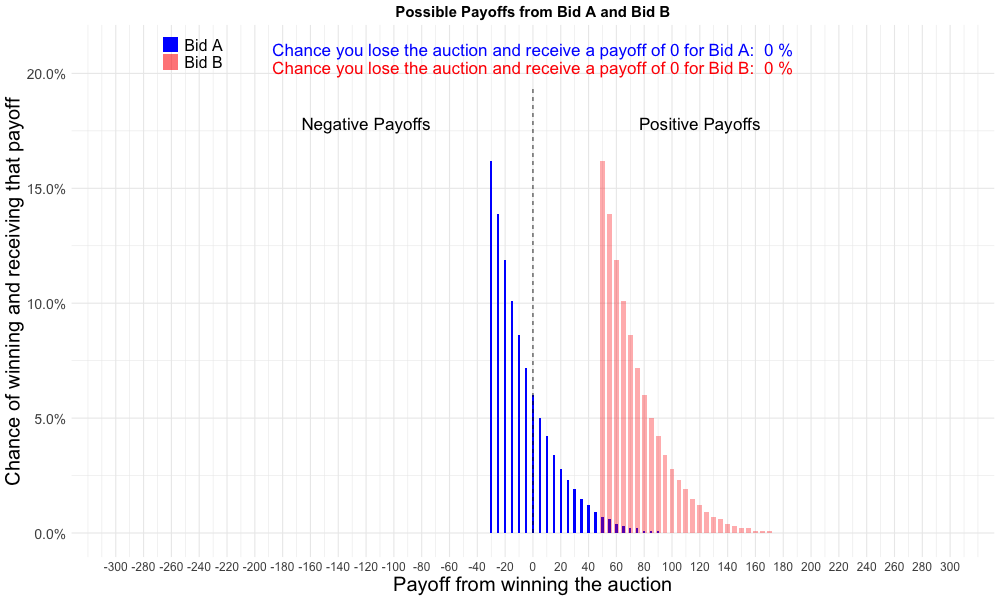 Possible Payoffs from Bid A and Bid B
Bid A
Bid B
Chance you lose the auction and receive a payoff of 0 for Bid A:  0 %
Chance you lose the auction and receive a payoff of 0 for Bid B:  0 %
Negative Payoffs
Positive Payoffs
Chance of winning and receiving that payoff
20.0%
15.0%
10.0%
5.0%
0.0%
-300 -280 -260 -240 -220 -200 -180 -160 -140 -120 -100 -80 -60 -40 -20 0 20 40 60 80 100 120 140 160 180 200 220 240 260 280 300
Payoff from winning the auction